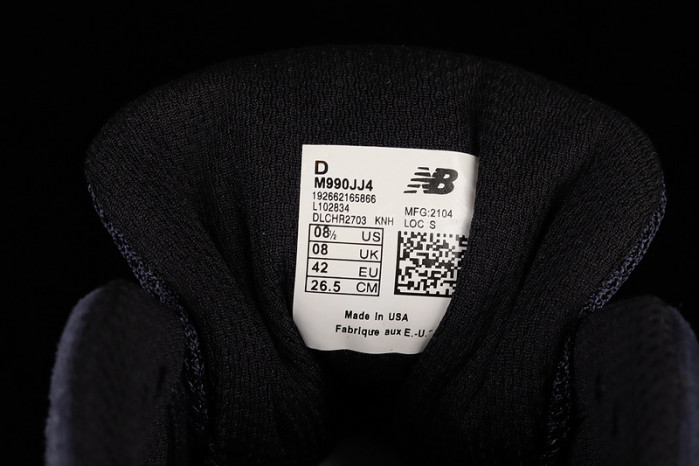 D
M990JJ4
192662165866
L102834
DLCHR2703 KNH
NB
MFG:2104
LOC S
08½ US
08 UK
42 EU
26.5 CM
Made in USA
Fabrique aux E.-U.